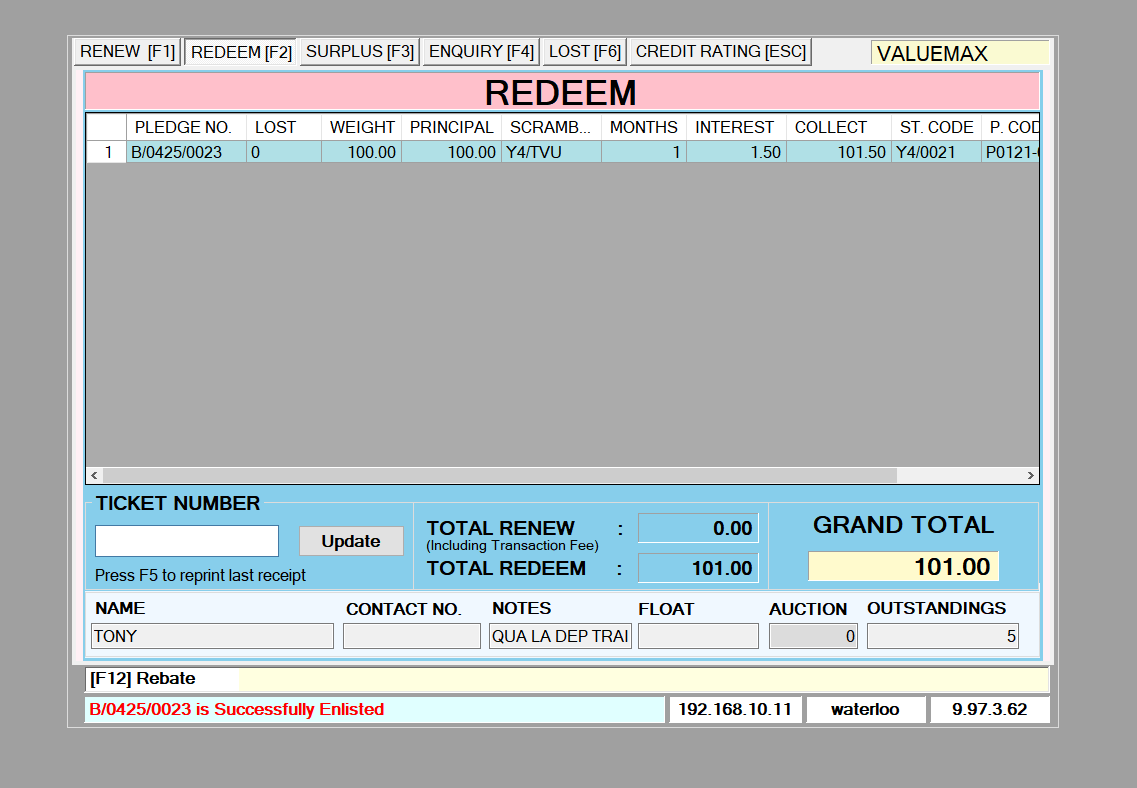 RENEW [F1] REDEEM [F2] SURPLUS [F3] ENQUIRY [F4] LOST [F6] CREDIT RATING [ESC] VALUEMAX
REDEEM
PLEDGE NO. LOST WEIGHT PRINCIPAL SCRAMB... MONTHS INTEREST COLLECT ST. CODE P. COD
1 B/0425/0023 0 100.00 100.00 Y4/TVU 1 1.50 101.50 Y4/0021 P0121-
TICKET NUMBER
Update
Press F5 to reprint last receipt
TOTAL RENEW : 0.00
(Including Transaction Fee)
TOTAL REDEEM : 101.00
GRAND TOTAL
101.00
NAME CONTACT NO. NOTES FLOAT AUCTION OUTSTANDINGS
TONY QUA LA DEP TRAI 0 5
[F12] Rebate
B/0425/0023 is Successfully Enlisted 192.168.10.11 waterloo 9.97.3.62